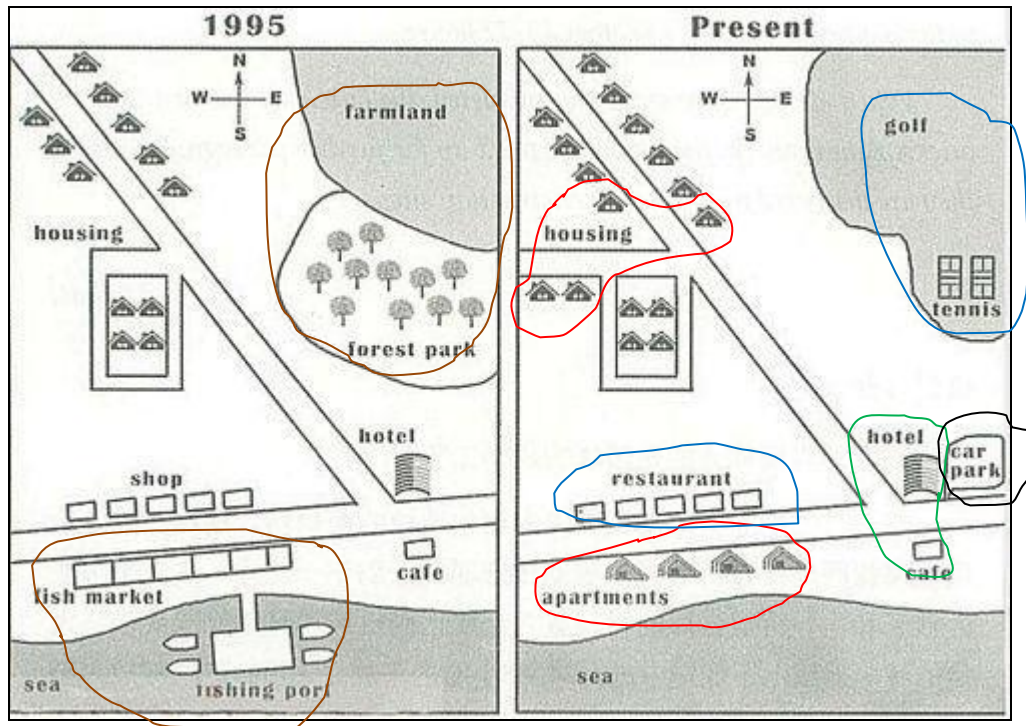 1995
N
W E
S
farmland
housing
forest park
hotel
shop
cafe
fish market
sea
fishing port
Present
N
W E
S
golf
housing
tennis
hotel
car
park
restaurant
cafe
apartments
sea